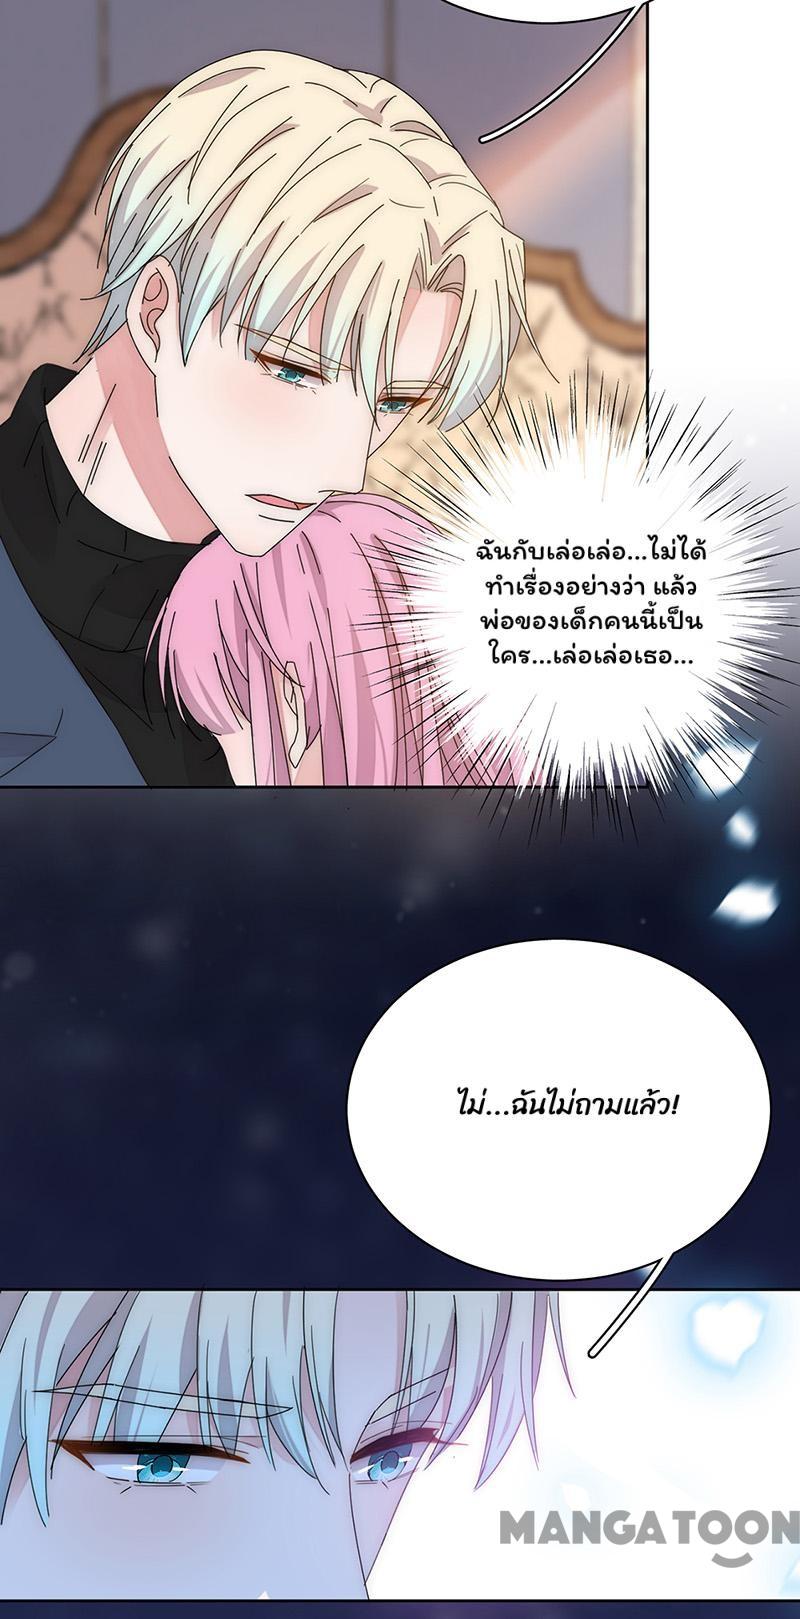 ฉันกับเล่อเล่อ...ไม่ได้
ทำเรื่องอย่างว่า แล้ว
พ่อของเด็กคนนี้เป็น
ใคร...เล่อเล่อเธอ...
ไม่...ฉันไม่ถามแล้ว!
MANGATOON